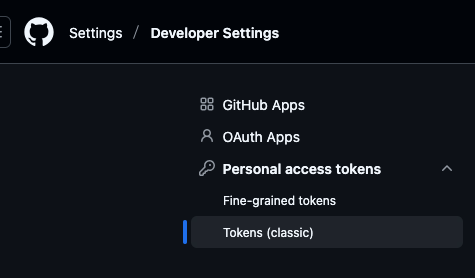 Settings / Developer Settings
GitHub Apps
OAuth Apps
Personal access tokens
Fine-grained tokens
Tokens (classic)